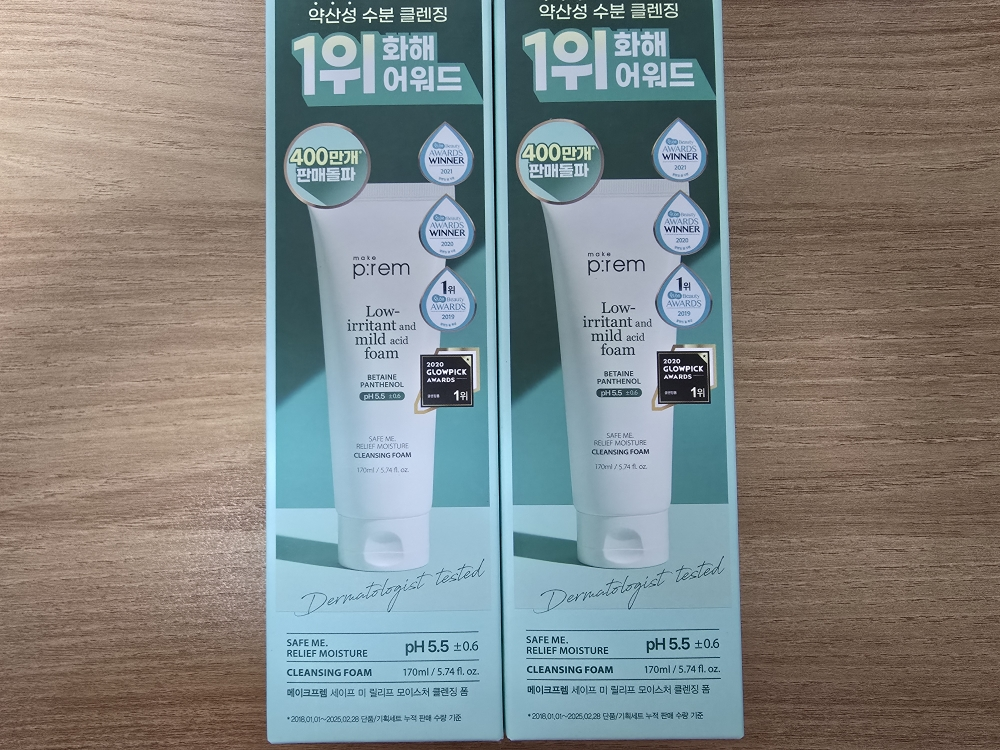 약산성 수분 클렌징
1위 화해
어워드
400만개*
판매돌파
Beauty
AWARDS
WINNER
2021
Beauty
AWARDS
WINNER
2020
1위
Beauty
AWARDS
2019
make
p:rem
Low-
irritant and
mild acid
foam
BETAINE
PANTHENOL
pH 5.5 ±0.6
2020
GLOWPICK
AWARDS
1위
SAFE ME.
RELIEF MOISTURE
CLEANSING FOAM
170ml / 5.74 fl. oz.
Dermatologist tested
SAFE ME.
RELIEF MOISTURE
pH 5.5 ±0.6
CLEANSING FOAM 170ml / 5.74 fl. oz.
메이크프렘 세이프 미 릴리프 모이스처 클렌징 폼
*2018.01.01~2025.02.28 단품/기획세트 누적 판매 수량 기준
약산성 수분 클렌징
1위 화해
어워드
400만개*
판매돌파
Beauty
AWARDS
WINNER
2021
Beauty
AWARDS
WINNER
2020
1위
Beauty
AWARDS
2019
make
p:rem
Low-
irritant and
mild acid
foam
BETAINE
PANTHENOL
pH 5.5 ±0.6
2020
GLOWPICK
AWARDS
1위
SAFE ME.
RELIEF MOISTURE
CLEANSING FOAM
170ml / 5.74 fl. oz.
Dermatologist tested
SAFE ME.
RELIEF MOISTURE
pH 5.5 ±0.6
CLEANSING FOAM 170ml / 5.74 fl. oz.
메이크프렘 세이프 미 릴리프 모이스처 클렌징 폼
*2018.01.01~2025.02.28 단품/기획세트 누적 판매 수량 기준